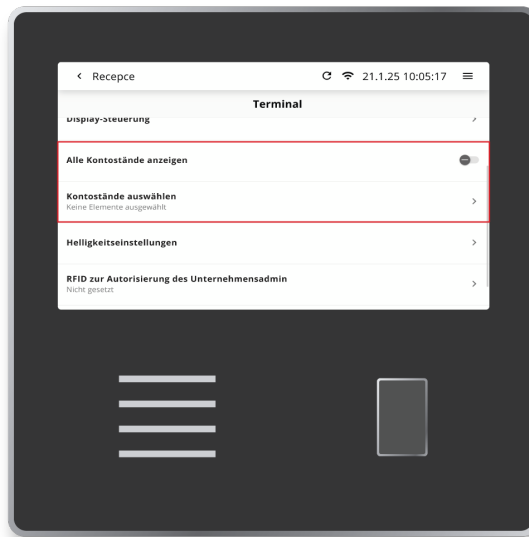 Recepce
21.1.25 10:05:17
Terminal
Display-Steuerung
Alle Kontostände anzeigen
Kontostände auswählen
Keine Elemente ausgewählt
Helligkeitseinstellungen
RFID zur Autorisierung des Unternehmensadmin
Nicht gesetzt